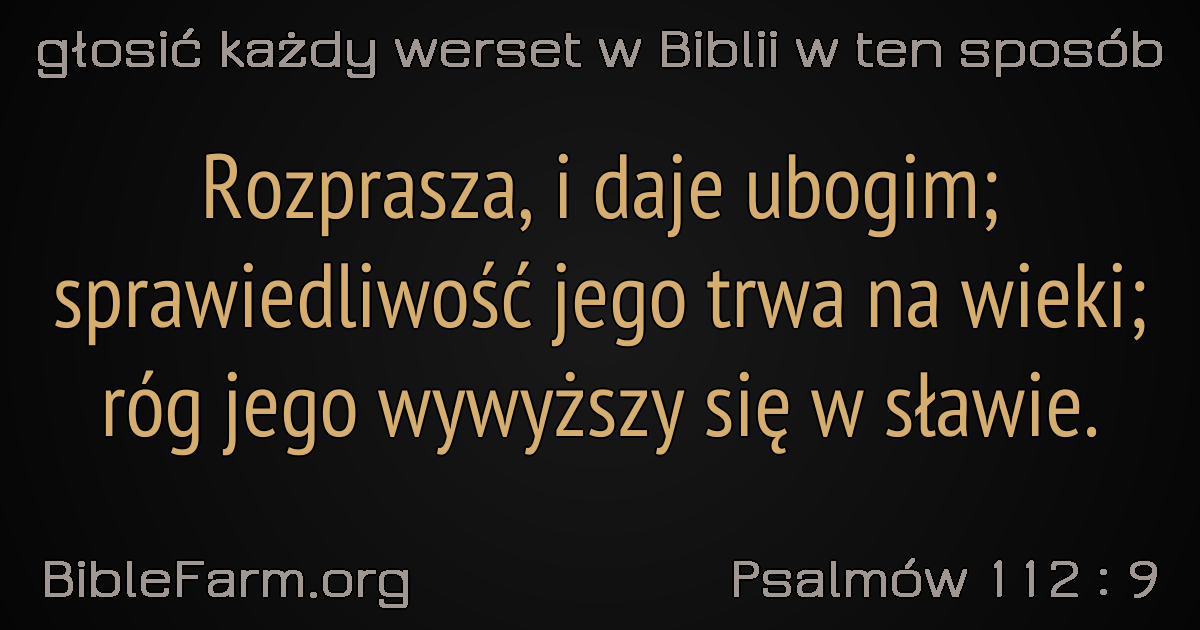 głosić każdy werset w Biblii w ten sposób
Rozprasza, i daje ubogim;
sprawiedliwość jego trwa na wieki;
róg jego wywyższy się w sławie.
BibleFarm.org
Psalmów 112 : 9